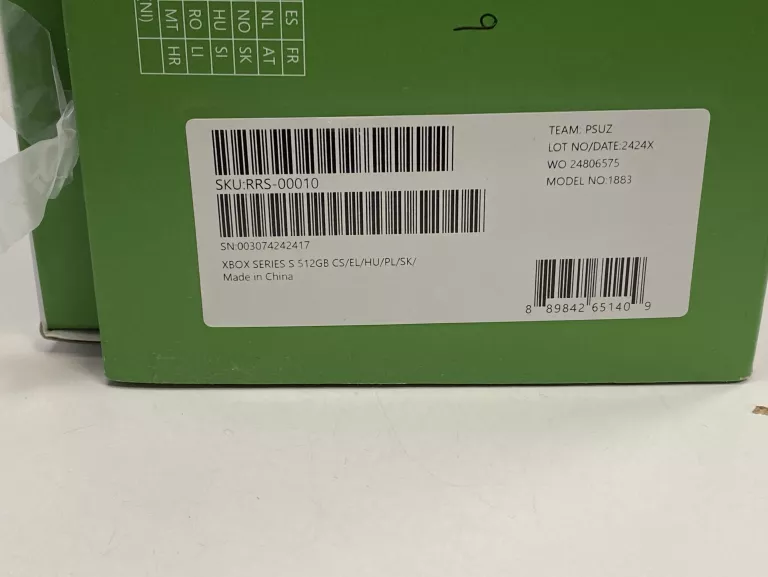 ES FR
NL AT
NO SK
HU SI
RO LI
MT HR
NI)
SKU:RRS-00010
SN:003074242417
XBOX SERIES S 512GB CS/EL/HU/PL/SK/
Made in China
TEAM: PSUZ
LOT NO/DATE:2424X
WO 24806575
MODEL NO:1883
8 89842 65140 9